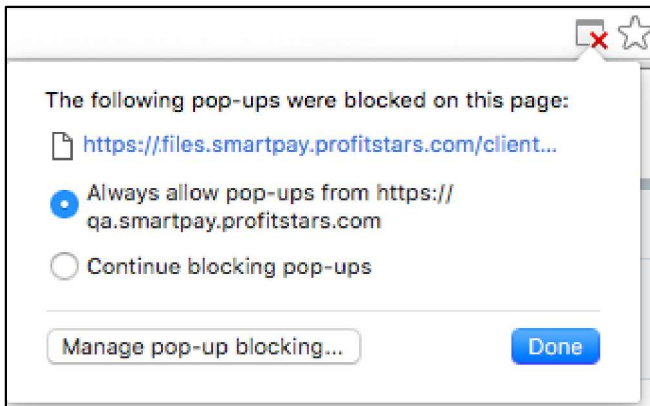 The following pop-ups were blocked on this page:
https://files.smartpay.profitstars.com/client...
Always allow pop-ups from https://
qa.smartpay.profitstars.com
Continue blocking pop-ups
Manage pop-up blocking...
Done